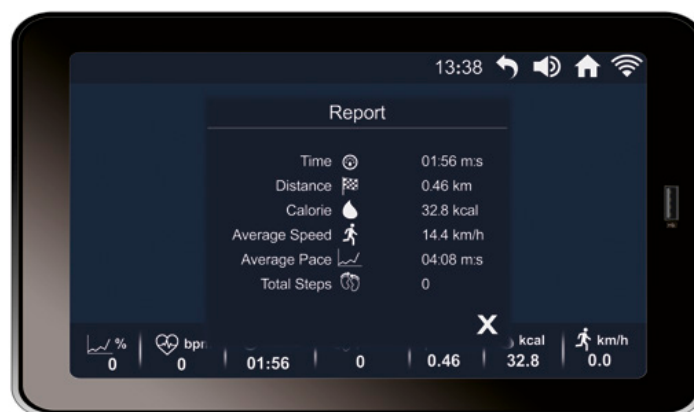 13:38
Report
Time 01:56 m:s
Distance 0.46 km
Calorie 32.8 kcal
Average Speed 14.4 km/h
Average Pace 04:08 m:s
Total Steps 0
X
% bpm kcal km/h
0 0 01:56 0 0.46 32.8 0.0